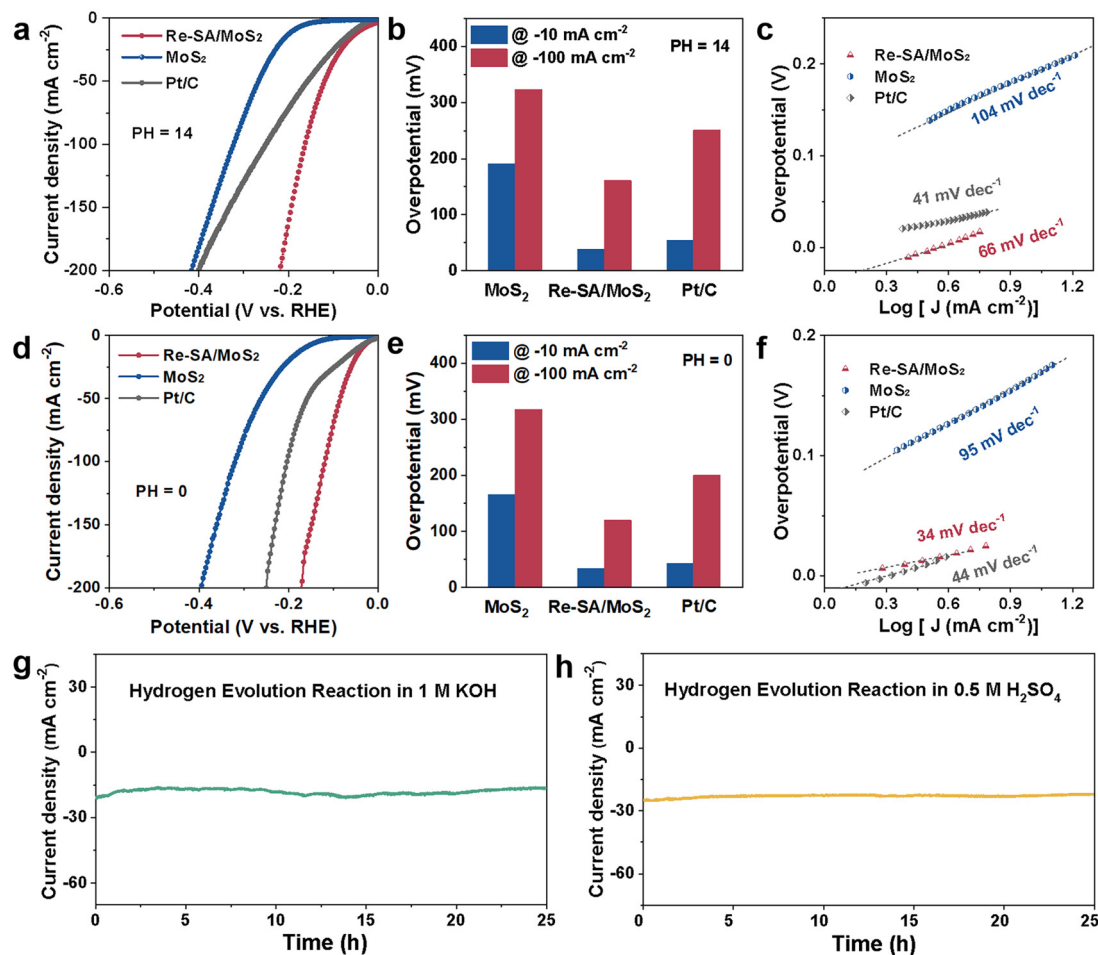 a
Re-SA/MoS₂
MoS₂
Pt/C
PH = 14
0
-50
-100
-150
-200
-0.6
-0.4
-0.2
0.0
Current density (mA cm⁻²)
Potential (V vs. RHE)
b
@ -10 mA cm⁻²
@ -100 mA cm⁻²
PH = 14
400
300
200
100
0
MoS₂
Re-SA/MoS₂
Pt/C
Overpotential (mV)
c
Re-SA/MoS₂
MoS₂
Pt/C
104 mV dec⁻¹
41 mV dec⁻¹
66 mV dec⁻¹
0.2
0.1
0.0
0.0
0.3
0.6
0.9
1.2
Overpotential (V)
Log [ J (mA cm⁻²)]
d
Re-SA/MoS₂
MoS₂
Pt/C
PH = 0
0
-50
-100
-150
-200
-0.6
-0.4
-0.2
0.0
Current density (mA cm⁻²)
Potential (V vs. RHE)
e
@ -10 mA cm⁻²
@ -100 mA cm⁻²
PH = 0
400
300
200
100
0
MoS₂
Re-SA/MoS₂
Pt/C
Overpotential (mV)
f
Re-SA/MoS₂
MoS₂
Pt/C
95 mV dec⁻¹
34 mV dec⁻¹
44 mV dec⁻¹
0.2
0.1
0.0
0.0
0.3
0.6
0.9
1.2
Overpotential (V)
Log [ J (mA cm⁻²)]
g
Hydrogen Evolution Reaction in 1 M KOH
30
0
-30
-60
0
5
10
15
20
25
Current density (mA cm⁻²)
Time (h)
h
Hydrogen Evolution Reaction in 0.5 M H₂SO₄
30
0
-30
-60
0
5
10
15
20
25
Current density (mA cm⁻²)
Time (h)